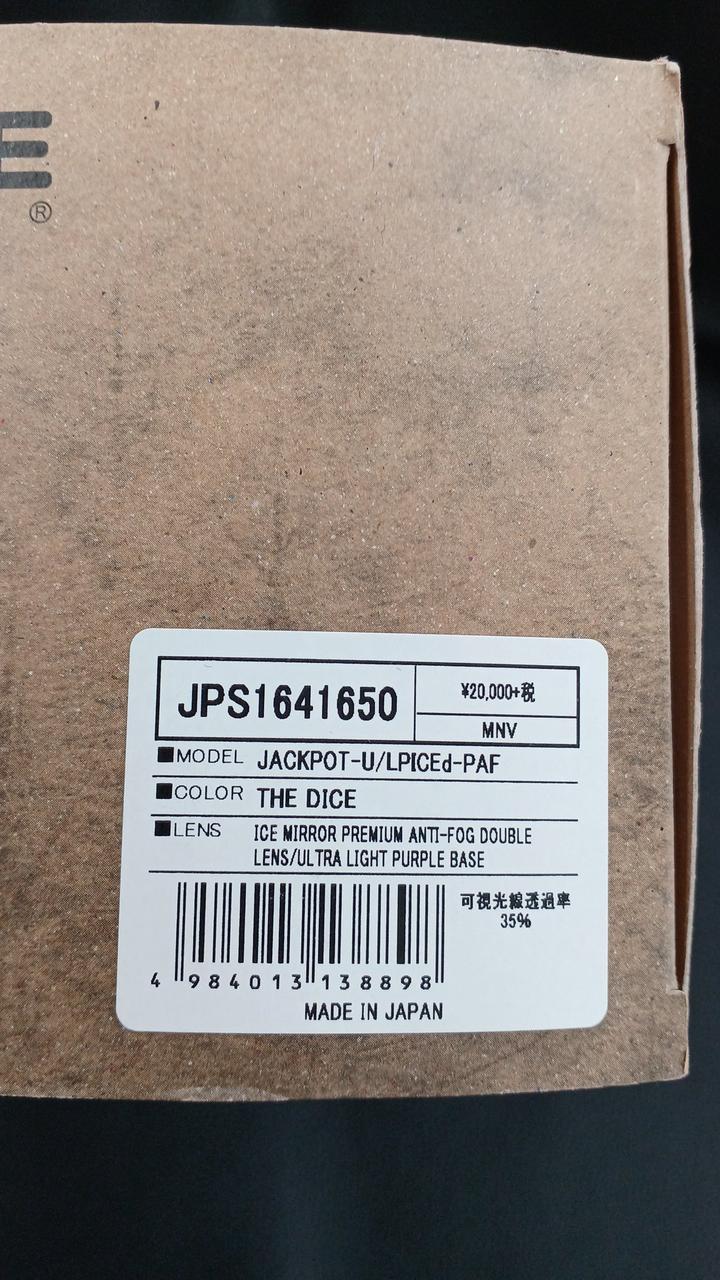 E
®
JPS1641650
¥20,000+税
MNV
■MODEL JACKPOT-U/LPICEd-PAF
■COLOR THE DICE
■LENS ICE MIRROR PREMIUM ANTI-FOG DOUBLE
LENS/ULTRA LIGHT PURPLE BASE
可視光線透過率
35%
4 984013 138898
MADE IN JAPAN